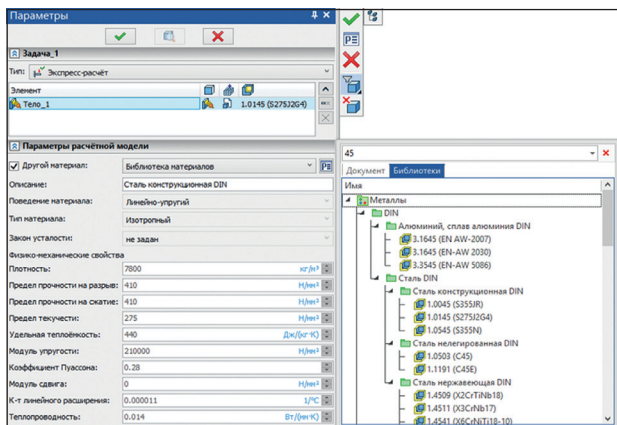 Параметры
Задача_1
Тип: Экспресс-расчёт
Элемент
Тело_1 1.0145 (S275J2G4)
Параметры расчётной модели
Другой материал: Библиотека материалов
Описание: Сталь конструкционная DIN
Поведение материала: Линейно-упругий
Тип материала: Изотропный
Закон усталости: не задан
Физико-механические свойства
Плотность: 7800 кг/м³
Предел прочности на разрыв: 410 Н/мм²
Предел прочности на сжатие: 410 Н/мм²
Предел текучести: 275 Н/мм²
Удельная теплоёмкость: 440 Дж/(кг·К)
Модуль упругости: 210000 Н/мм²
Коэффициент Пуассона: 0.28
Модуль сдвига: 0 Н/мм²
К-т линейного расширения: 0.000011 1/°C
Теплопроводность: 0.014 Вт/(мм·К)
45
Документ Библиотеки
Имя
Металлы
DIN
Алюминий, сплав алюминия DIN
3.1645 (EN AW-2007)
3.1645 (EN-AW 2030)
3.3545 (EN-AW 5086)
Сталь DIN
Сталь конструкционная DIN
1.0045 (S355JR)
1.0145 (S275J2G4)
1.0545 (S355N)
Сталь нелегированная DIN
1.0503 (C45)
1.1191 (C45E)
Сталь нержавеющая DIN
1.4509 (X2CrTiNb18)
1.4511 (X3CrNb17)
1.4541 (X6CrNiTi18-10)